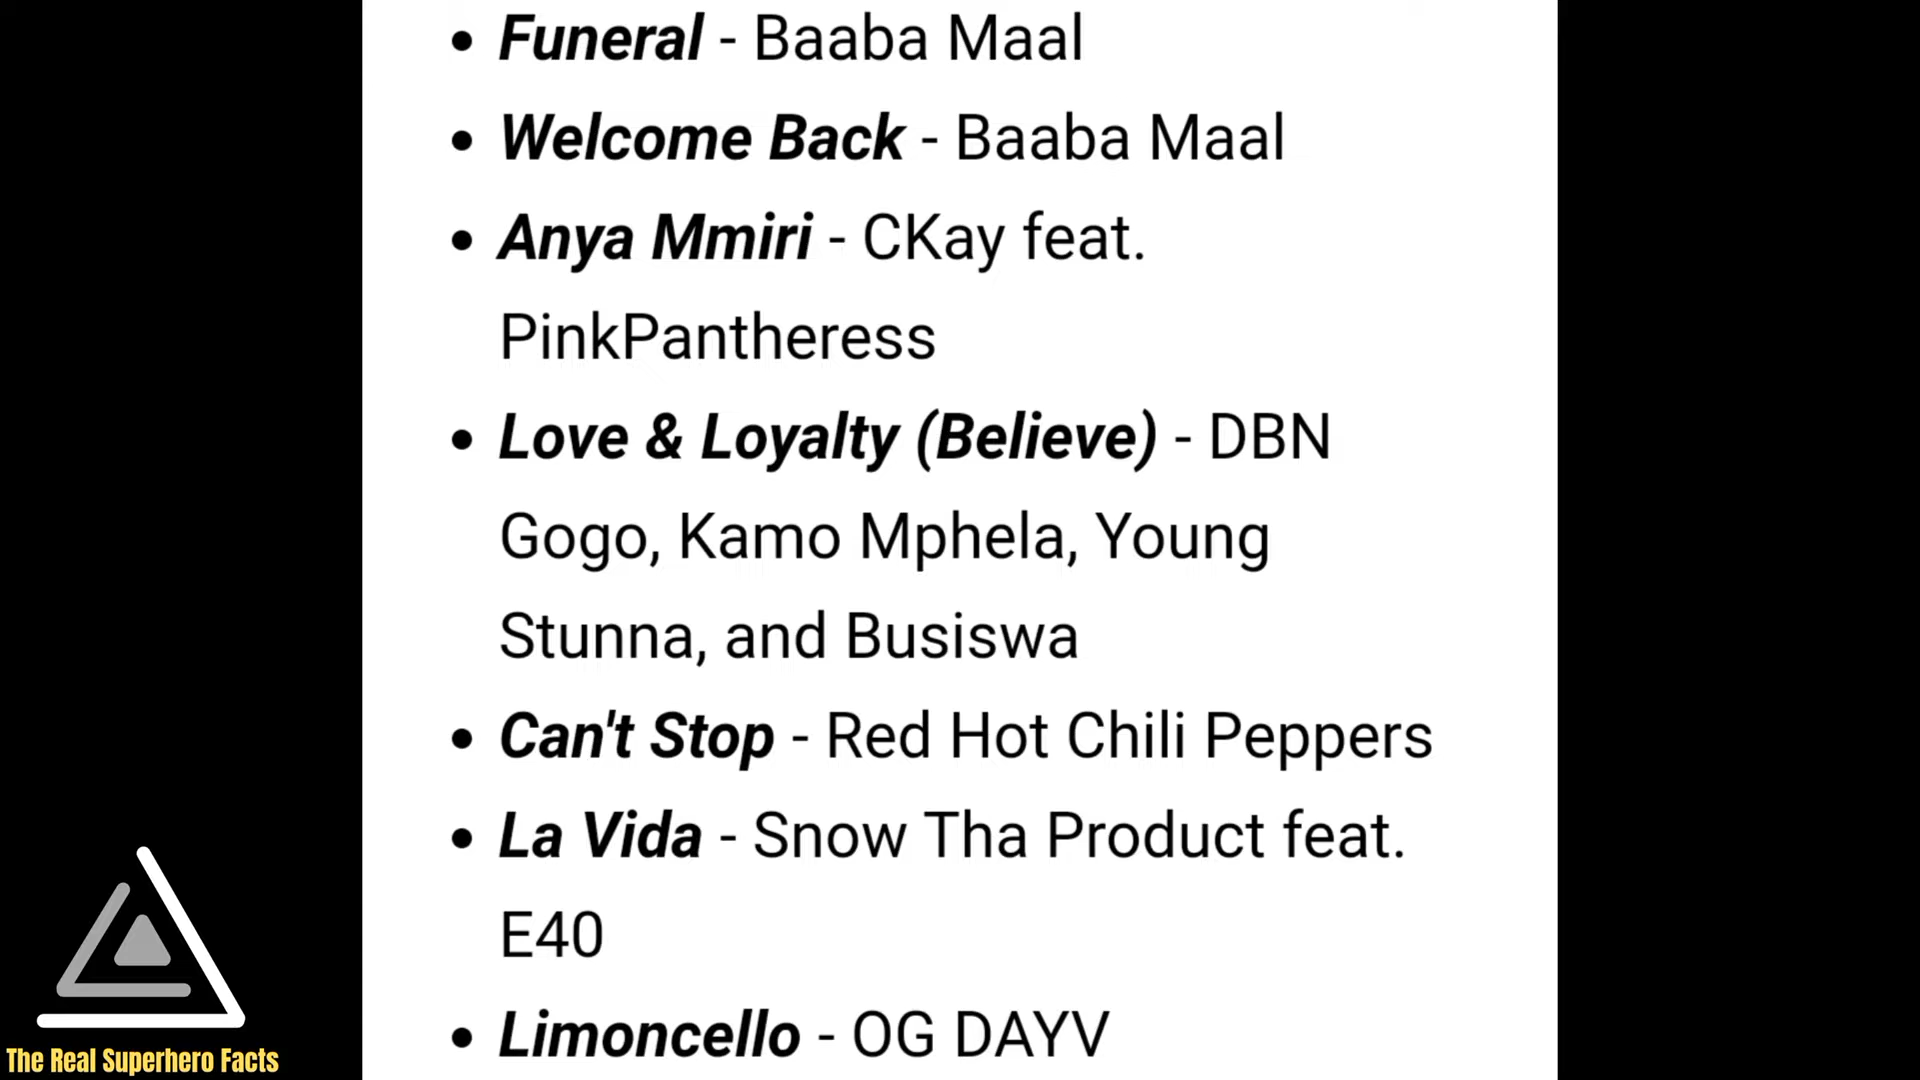 • Funeral - Baaba Maal
• Welcome Back - Baaba Maal
• Anya Mmiri - CKay feat.
PinkPantheress
• Love & Loyalty (Believe) - DBN
Gogo, Kamo Mphela, Young
Stunna, and Busiswa
• Can't Stop - Red Hot Chili Peppers
• La Vida - Snow Tha Product feat.
E40
• Limoncello - OG DAYV
The Real Superhero Facts